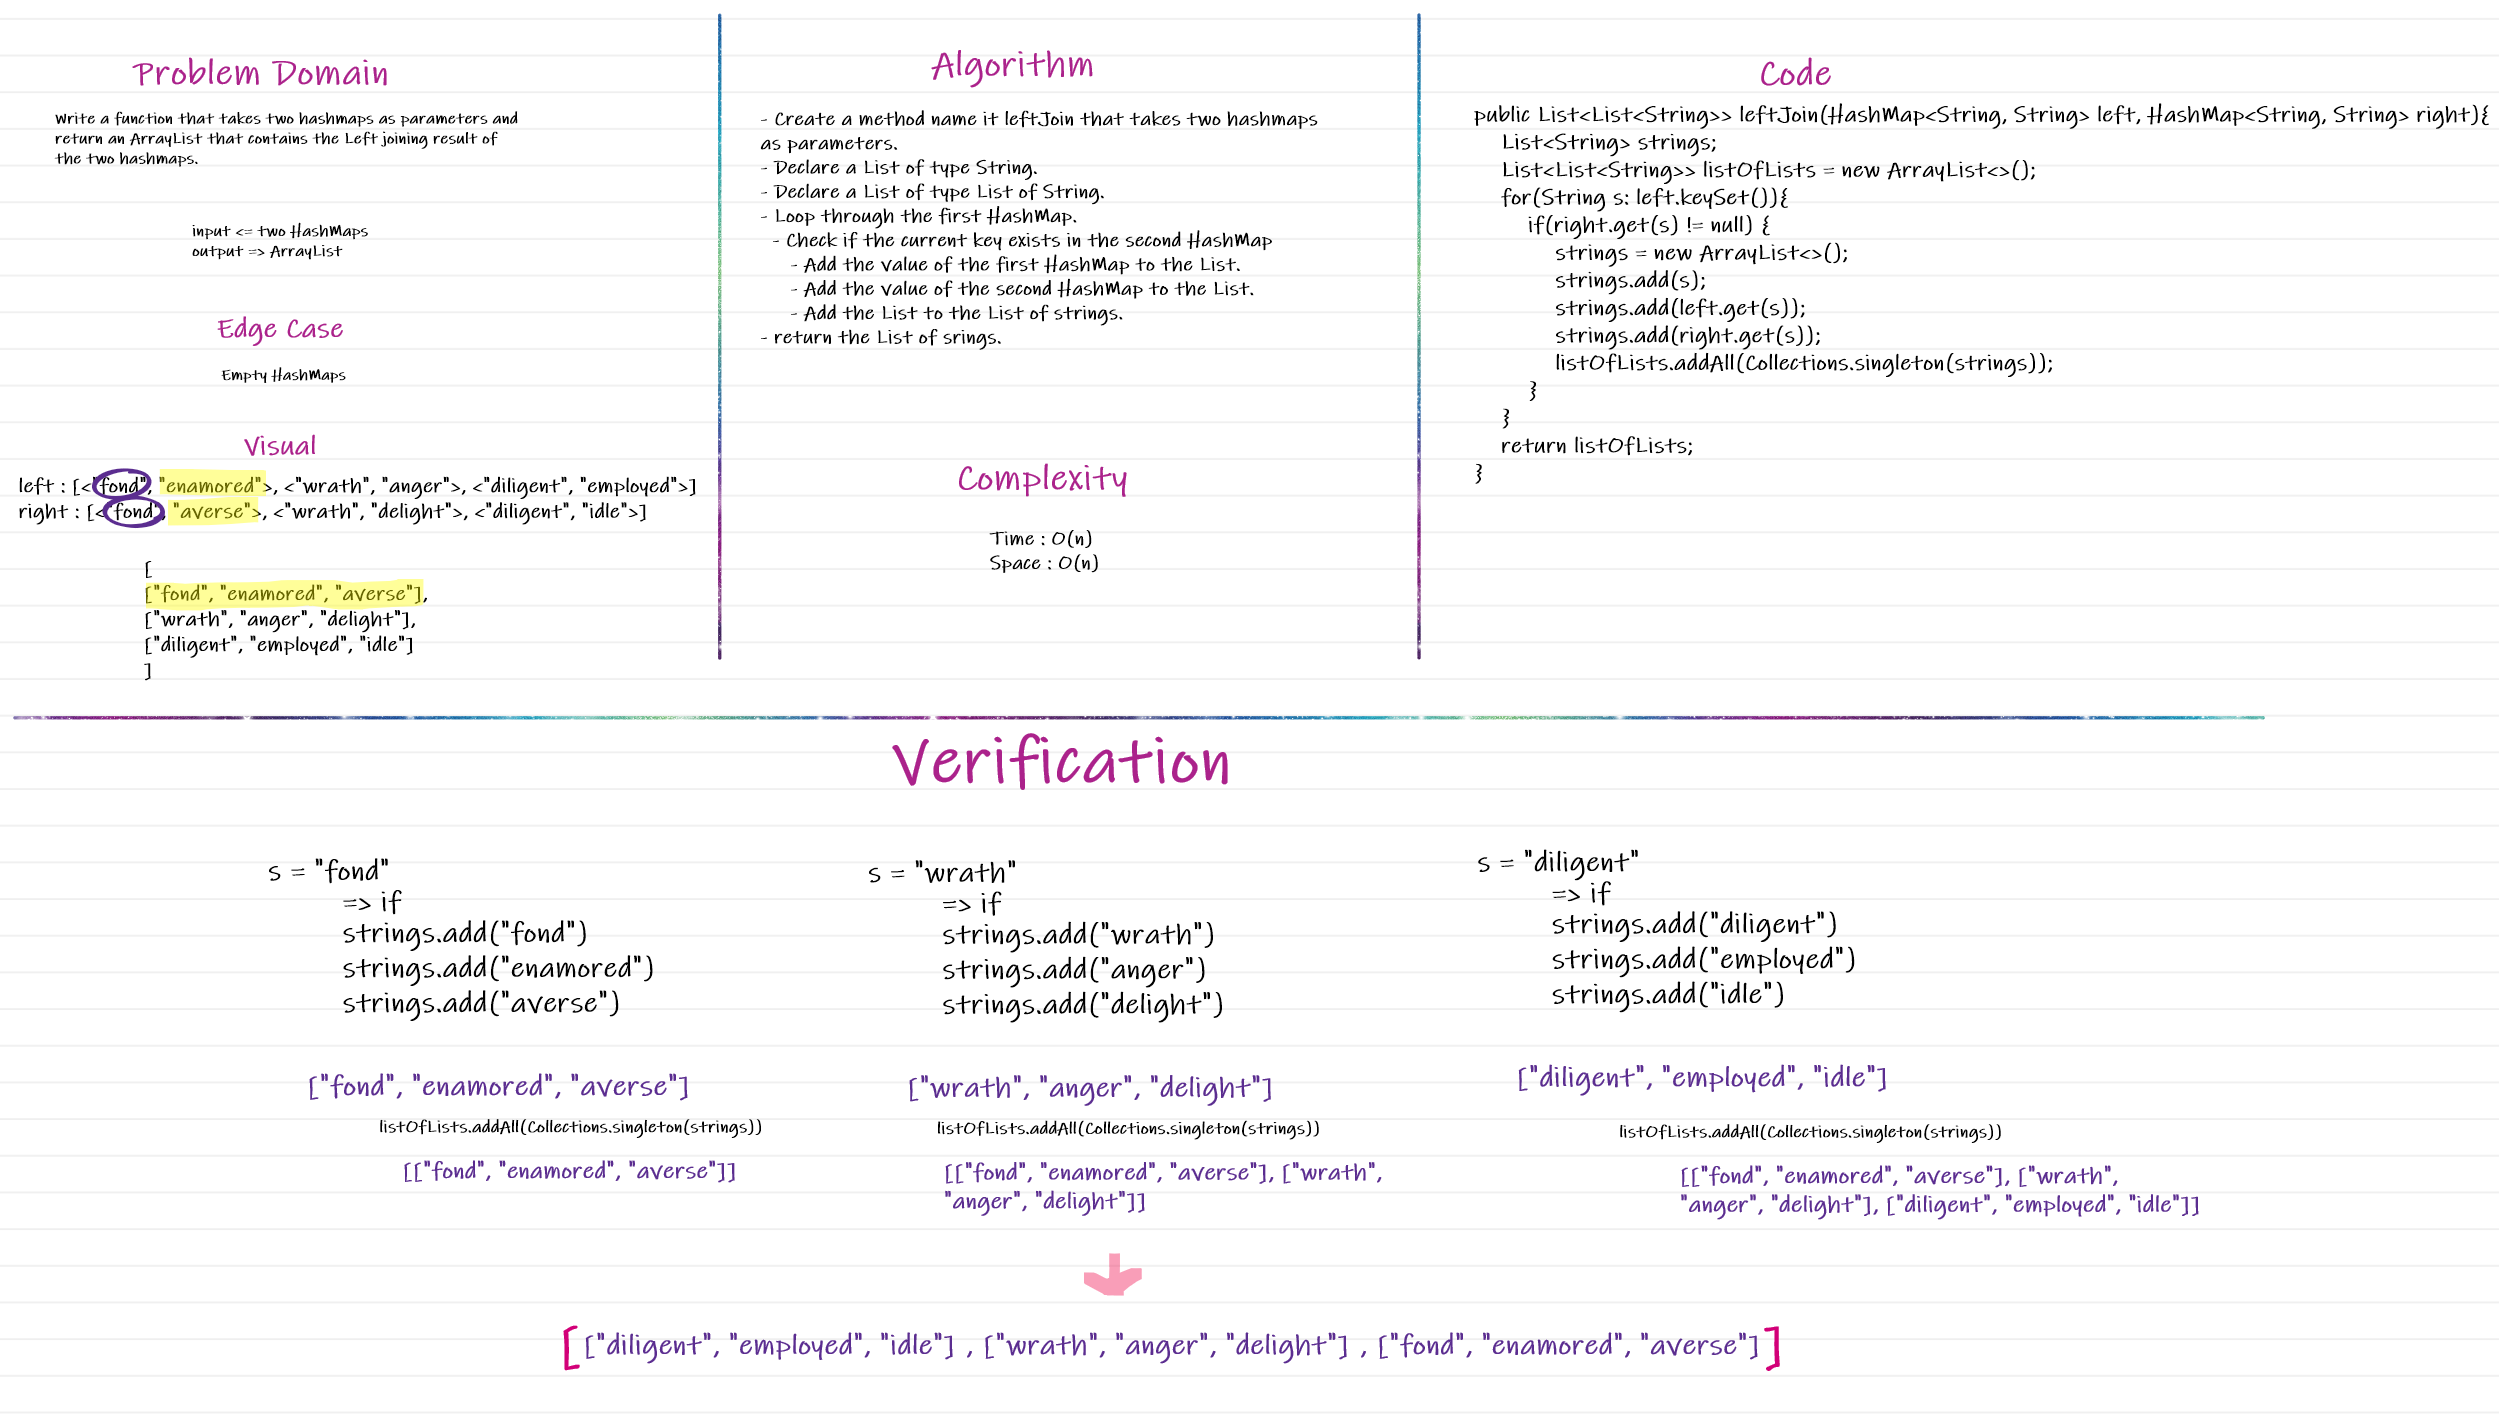 Problem Domain
Write a function that takes two hashmaps as parameters and
return an ArrayList that contains the Left joining result of
the two hashmaps.
input <= two HashMaps
output => ArrayList
Edge Case
Empty HashMaps
Visual
left : [<"fond", "enamored">, <"wrath", "anger">, <"diligent", "employed">]
right : [<"fond", "averse">, <"wrath", "delight">, <"diligent", "idle">]
[
["fond", "enamored", "averse"],
["wrath", "anger", "delight"],
["diligent", "employed", "idle"]
]
Algorithm
- Create a method name it leftJoin that takes two hashmaps
as parameters.
- Declare a List of type String.
- Declare a List of type List of String.
- Loop through the first HashMap.
- Check if the current key exists in the second HashMap
- Add the value of the first HashMap to the List.
- Add the value of the second HashMap to the List.
- Add the List to the List of strings.
- return the List of srings.
Complexity
Time : O(n)
Space : O(n)
Code
public List<List<String>> leftJoin(HashMap<String, String> left, HashMap<String, String> right){
List<String> strings;
List<List<String>> listOfLists = new ArrayList<>();
for(String s: left.keySet()){
if(right.get(s) != null) {
strings = new ArrayList<>();
strings.add(s);
strings.add(left.get(s));
strings.add(right.get(s));
listOfLists.addAll(Collections.singleton(strings));
}
}
return listOfLists;
}
Verification
s = "fond"
=> if
strings.add("fond")
strings.add("enamored")
strings.add("averse")
["fond", "enamored", "averse"]
listOfLists.addAll(Collections.singleton(strings))
[["fond", "enamored", "averse"]]
s = "wrath"
=> if
strings.add("wrath")
strings.add("anger")
strings.add("delight")
["wrath", "anger", "delight"]
listOfLists.addAll(Collections.singleton(strings))
[["fond", "enamored", "averse"], ["wrath",
"anger", "delight"]]
s = "diligent"
=> if
strings.add("diligent")
strings.add("employed")
strings.add("idle")
["diligent", "employed", "idle"]
listOfLists.addAll(Collections.singleton(strings))
[["fond", "enamored", "averse"], ["wrath",
"anger", "delight"], ["diligent", "employed", "idle"]]
[["diligent", "employed", "idle"] , ["wrath", "anger", "delight"] , ["fond", "enamored", "averse"]]